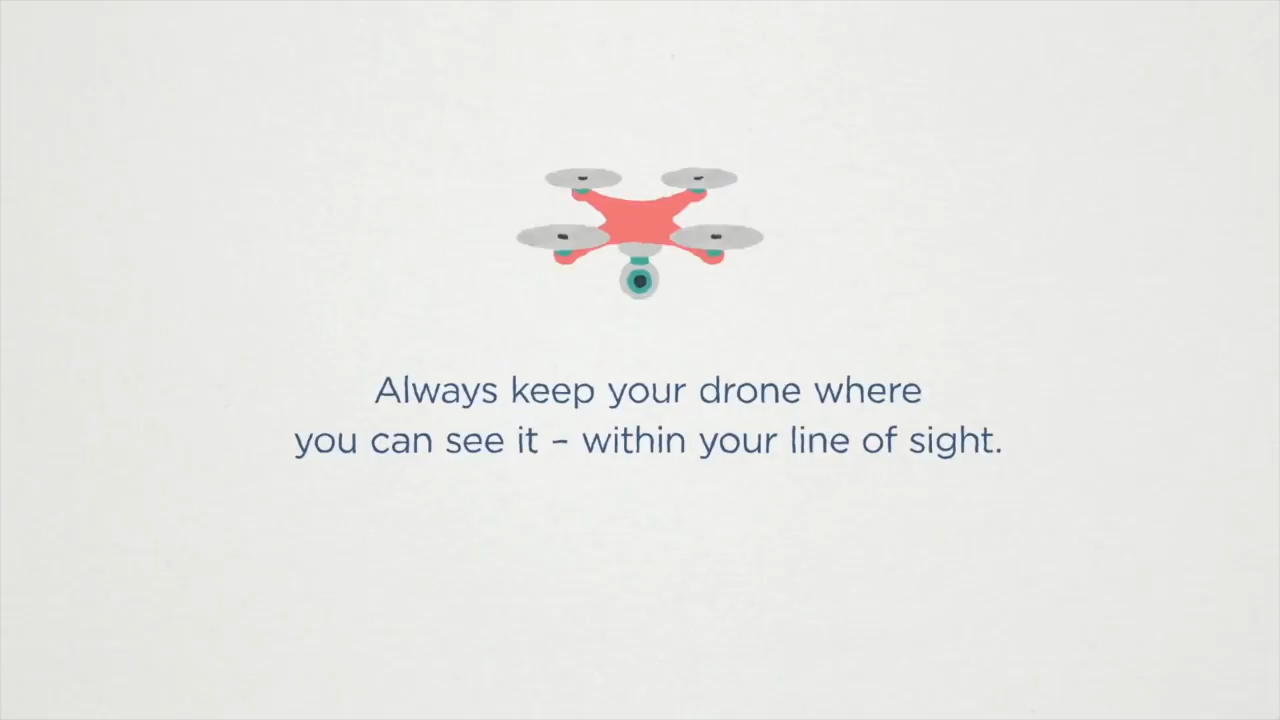 Always keep your drone where
you can see it – within your line of sight.